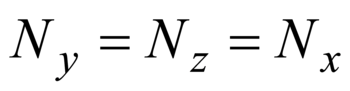 N_y = N_z = N_x